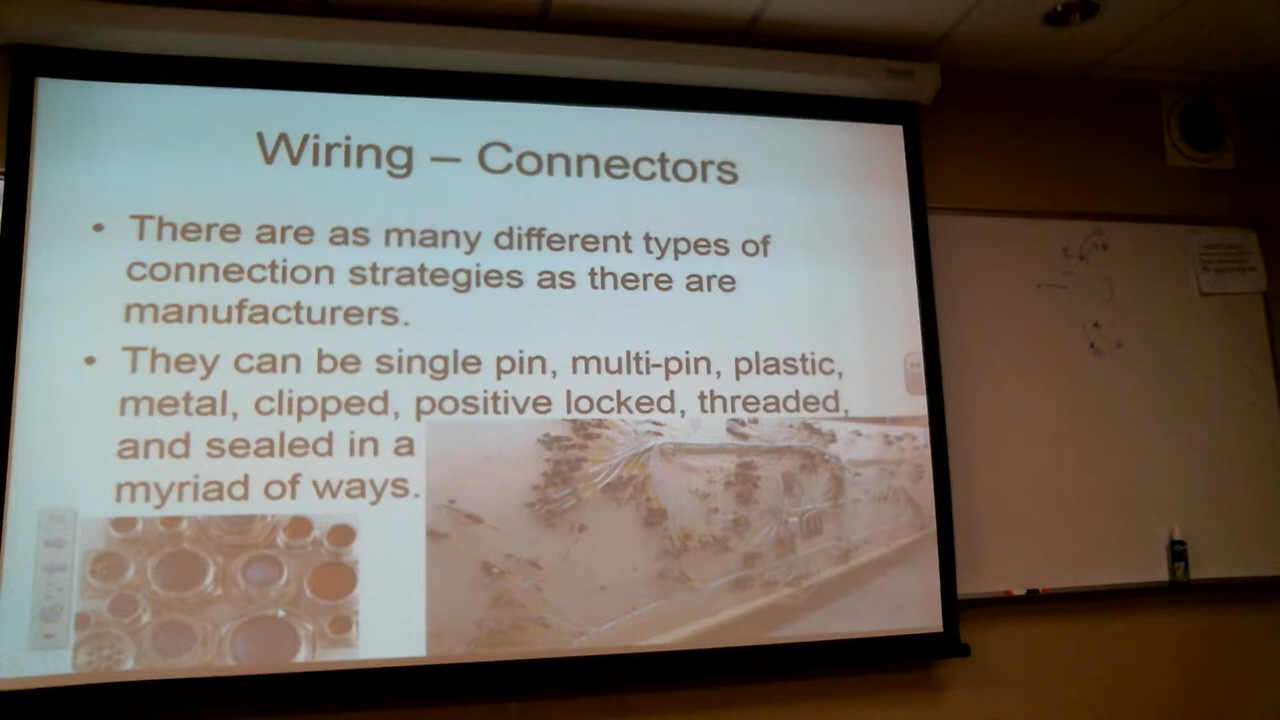 Wiring – Connectors
• There are as many different types of
connection strategies as there are
manufacturers.
• They can be single pin, multi-pin, plastic,
metal, clipped, positive locked, threaded,
and sealed in a
myriad of ways.